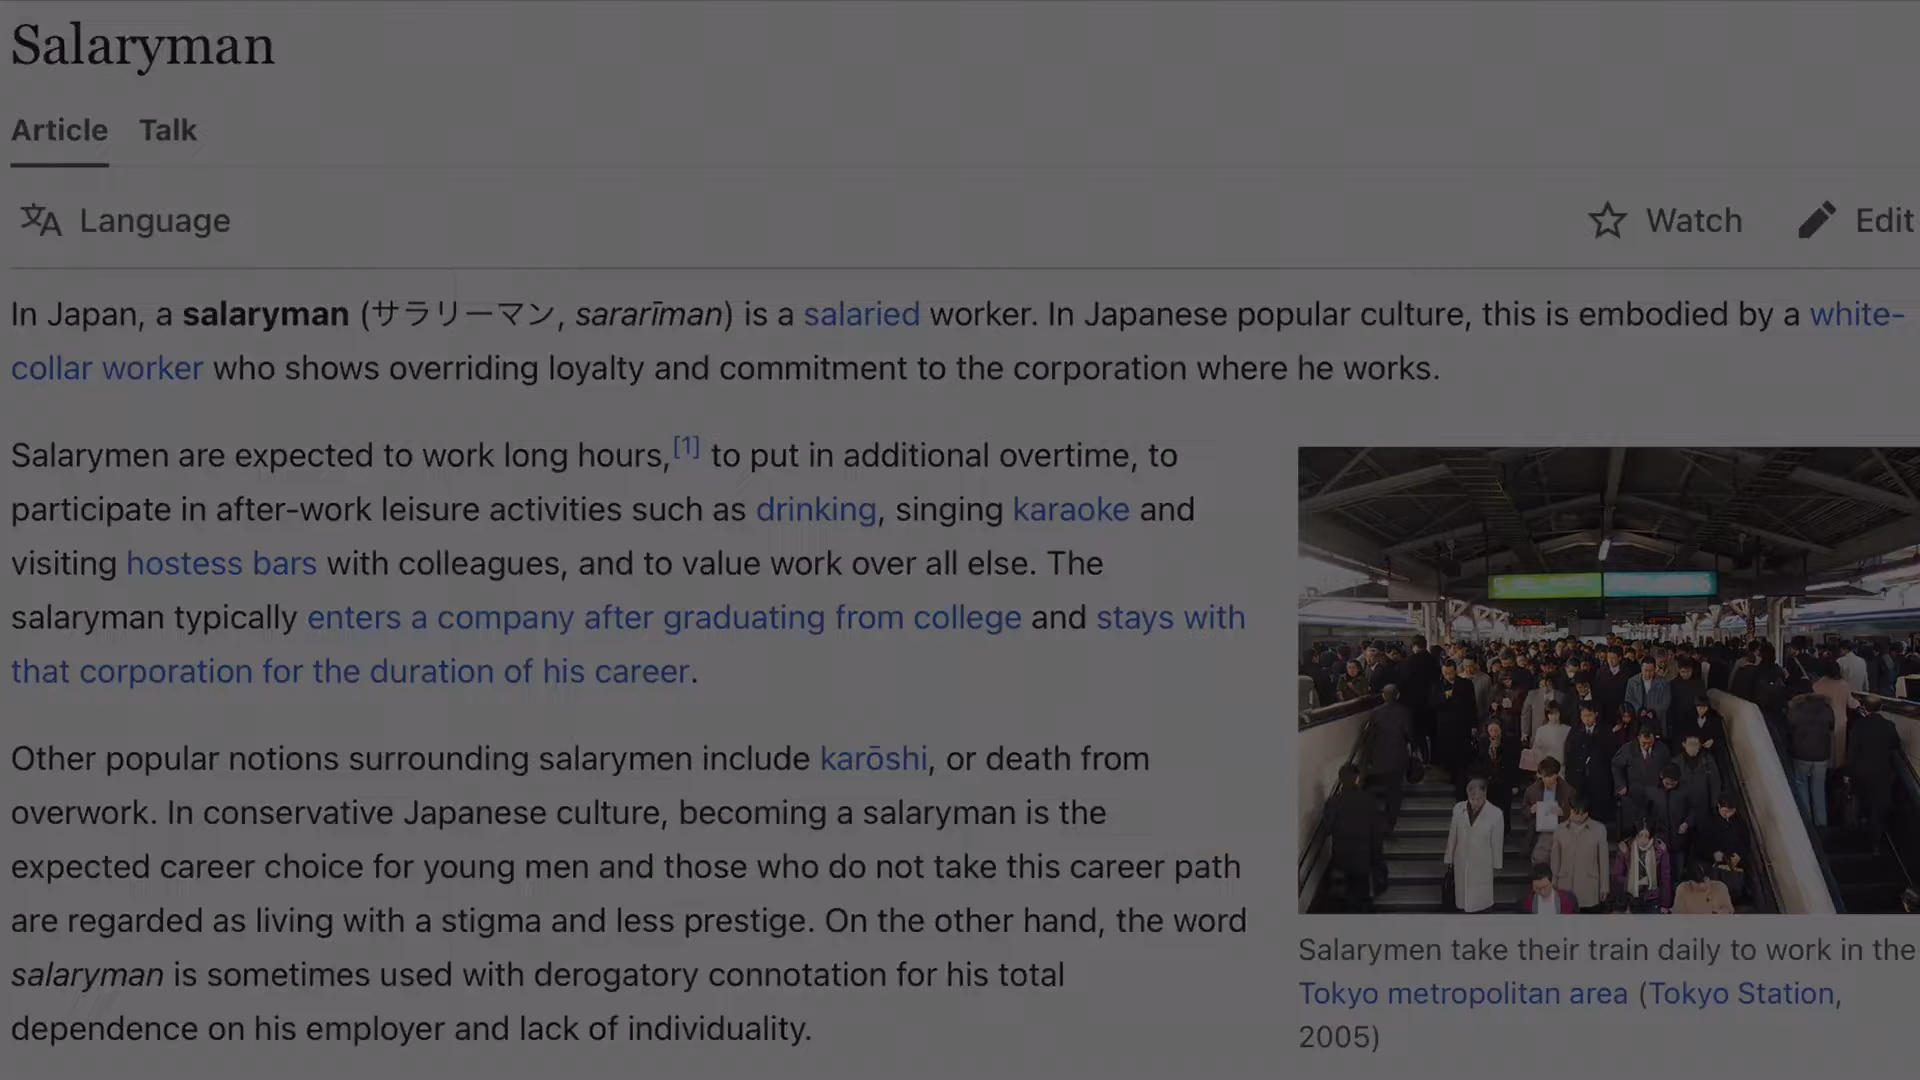 Salaryman
Article Talk
Language Watch Edit
In Japan, a salaryman (サラリーマン, sararīman) is a salaried worker. In Japanese popular culture, this is embodied by a white-
collar worker who shows overriding loyalty and commitment to the corporation where he works.
Salarymen are expected to work long hours,[1] to put in additional overtime, to
participate in after-work leisure activities such as drinking, singing karaoke and
visiting hostess bars with colleagues, and to value work over all else. The
salaryman typically enters a company after graduating from college and stays with
that corporation for the duration of his career.
Other popular notions surrounding salarymen include karōshi, or death from
overwork. In conservative Japanese culture, becoming a salaryman is the
expected career choice for young men and those who do not take this career path
are regarded as living with a stigma and less prestige. On the other hand, the word
salaryman is sometimes used with derogatory connotation for his total
dependence on his employer and lack of individuality.
Salarymen take their train daily to work in the
Tokyo metropolitan area (Tokyo Station,
2005)